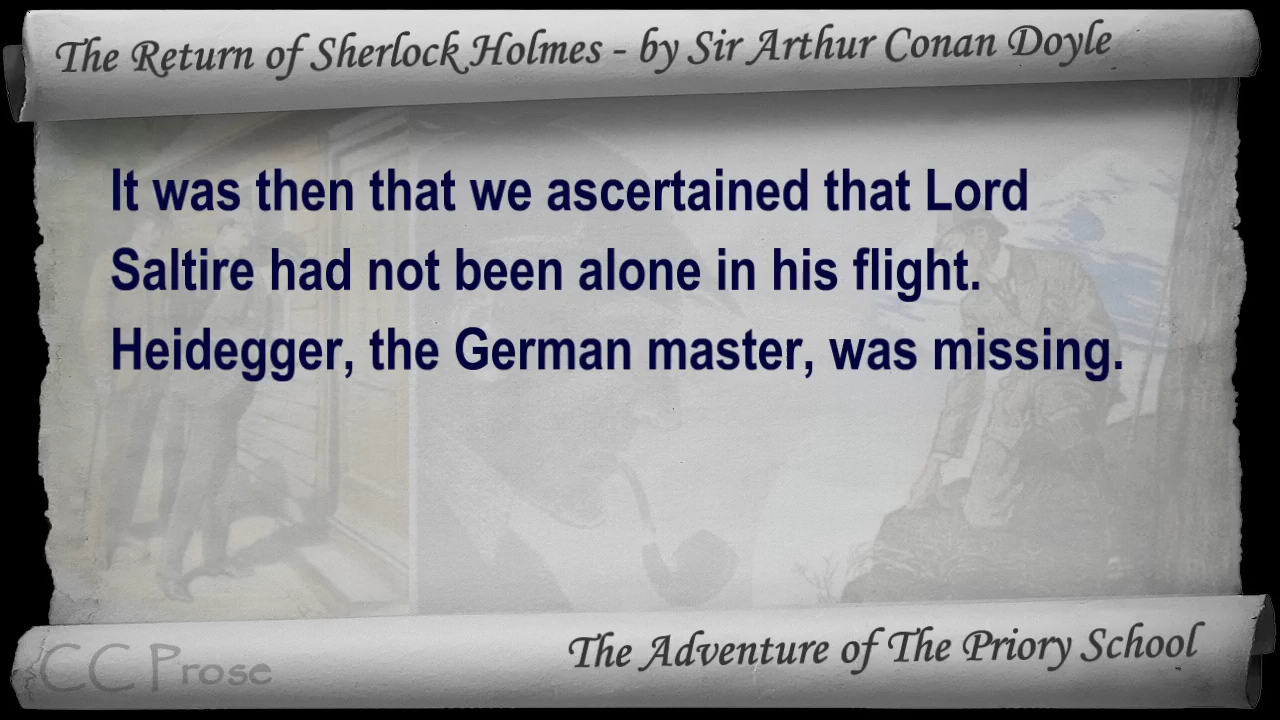 The Return of Sherlock Holmes - by Sir Arthur Conan Doyle
It was then that we ascertained that Lord
Saltire had not been alone in his flight.
Heidegger, the German master, was missing.
The Adventure of The Priory School
CC Prose